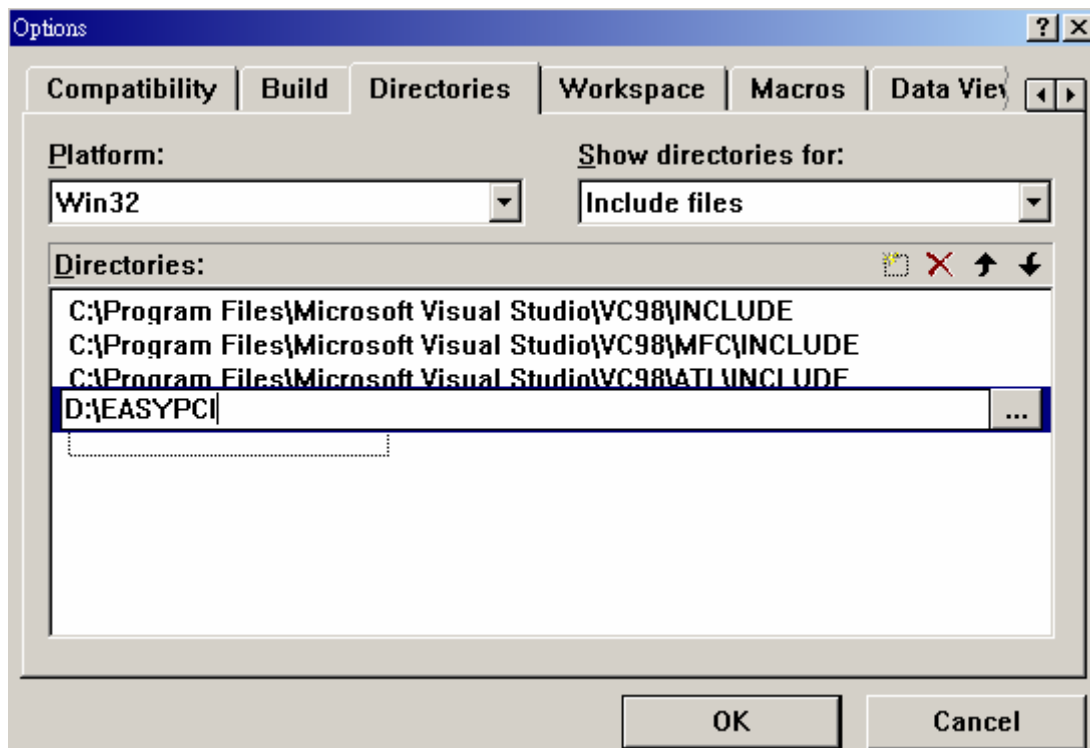 Options
Compatibility Build Directories Workspace Macros Data View
Platform: Show directories for:
Win32 Include files
Directories:
C:\Program Files\Microsoft Visual Studio\VC98\INCLUDE
C:\Program Files\Microsoft Visual Studio\VC98\MFC\INCLUDE
C:\Program Files\Microsoft Visual Studio\VC98\ATL\INCLUDE
D:\EASYPCI
...
OK Cancel